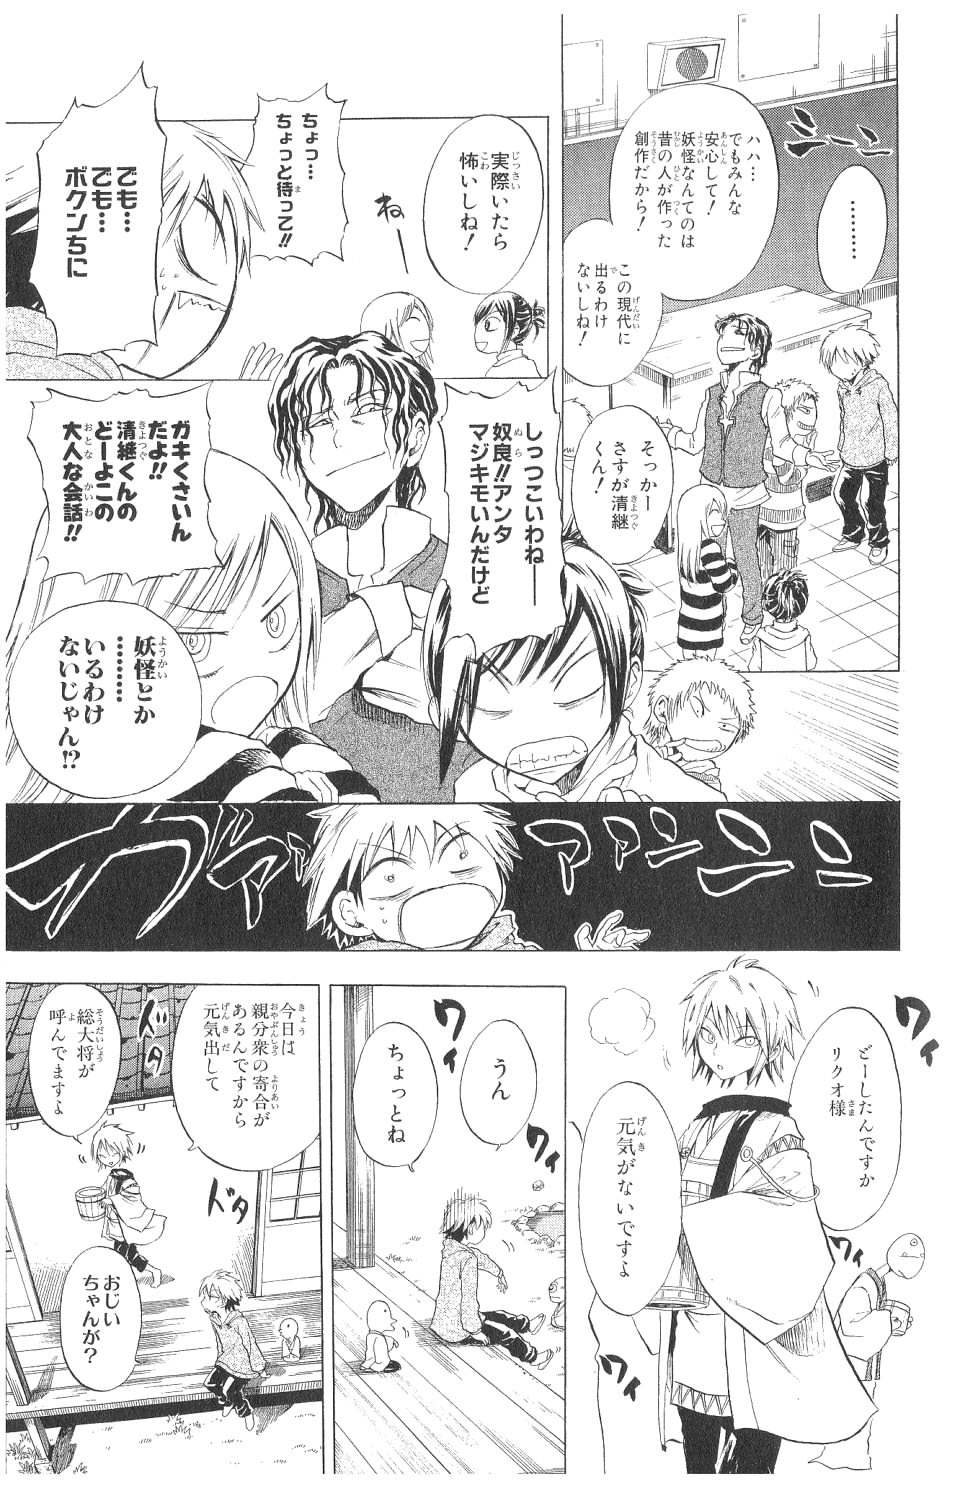 ………
シーン
ハハ…
でもみんな
安心して！
妖怪なんてのは
昔の人が作った
創作だから！
この現代に
出るわけ
ないしね！
そっかー
さすが清継
くん！
実際いたら
怖いしね！
ねー
ちょっ…
ちょっと待って！！
でも…
でも…
ボクンちに
しっつこいわねー
奴良！！アンタ
マジキモいんだけど
ガキくさいん
だよ！！
清継くんの
どーよこの
大人な会話！！
妖怪とか
………
いるわけ
ないじゃん！？
ガァァァァンンン
どーしたんですか
リクオ様
元気がないですよ
ワイ
ワイ
ワイ
ワイ
うん
ちょっとね
今日は
親分衆の寄合が
あるんですから
元気出して
ドタ
ドタ
総大将が
呼んでますよ
おじい
ちゃんが？